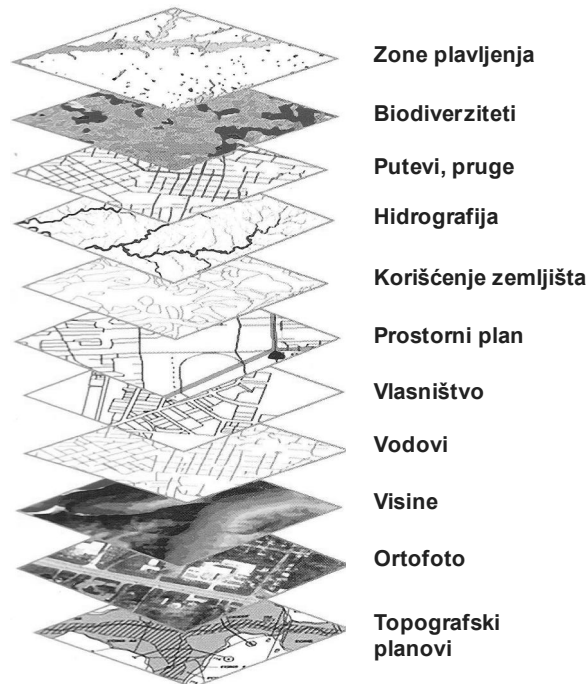 Zone plavljenja
Biodiverziteti
Putevi, pruge
Hidrografija
Korišćenje zemljišta
Prostorni plan
Vlasništvo
Vodovi
Visine
Ortofoto
Topografski
planovi